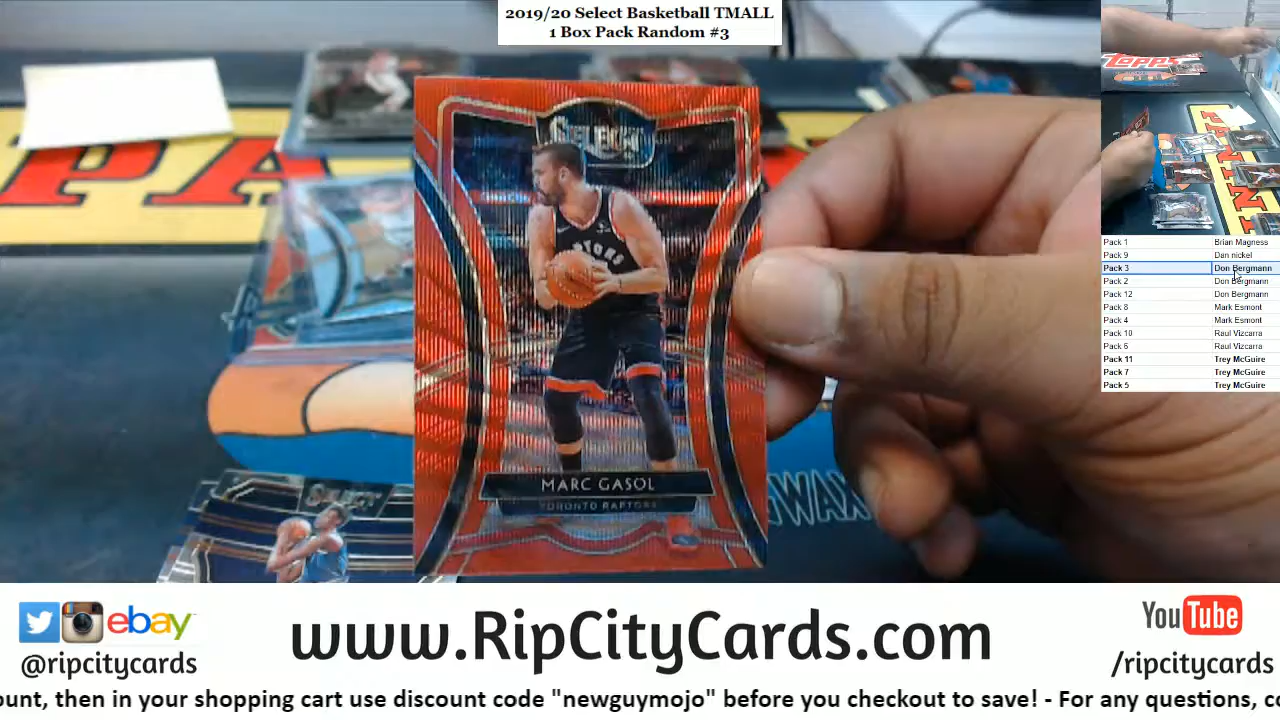 2019/20 Select Basketball TMALL
1 Box Pack Random #3
Topps
Pack 1 Brian Magness
Pack 9 Dan nickel
Pack 3 Don Bergmann
Pack 2 Don Bergmann
Pack 12 Don Bergmann
Pack 8 Mark Esmont
Pack 4 Mark Esmont
Pack 10 Raul Vizcarra
Pack 6 Raul Vizcarra
Pack 11 Trey McGuire
Pack 7 Trey McGuire
Pack 5 Trey McGuire
SELECT
MARC GASOL
TORONTO RAPTORS
SELECT
ebay
@ripcitycards
www.RipCityCards.com
YouTube
/ripcitycards
ount, then in your shopping cart use discount code "newguymojo" before you checkout to save! - For any questions, co